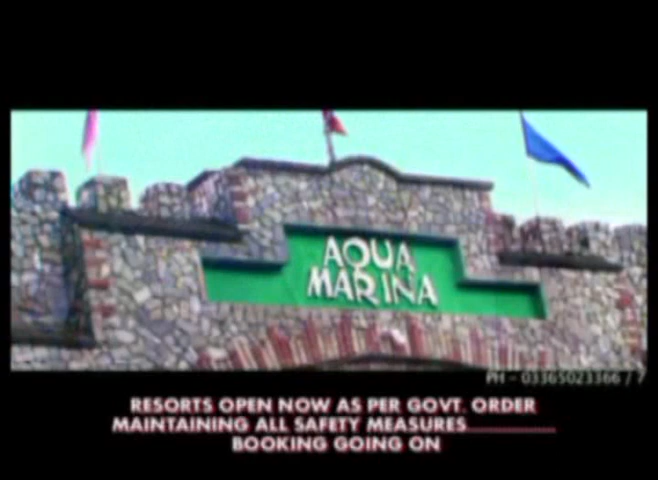 AQUA
MARINA
PH - 03365023366 / 7
RESORTS OPEN NOW AS PER GOVT. ORDER
MAINTAINING ALL SAFETY MEASURES....................
BOOKING GOING ON